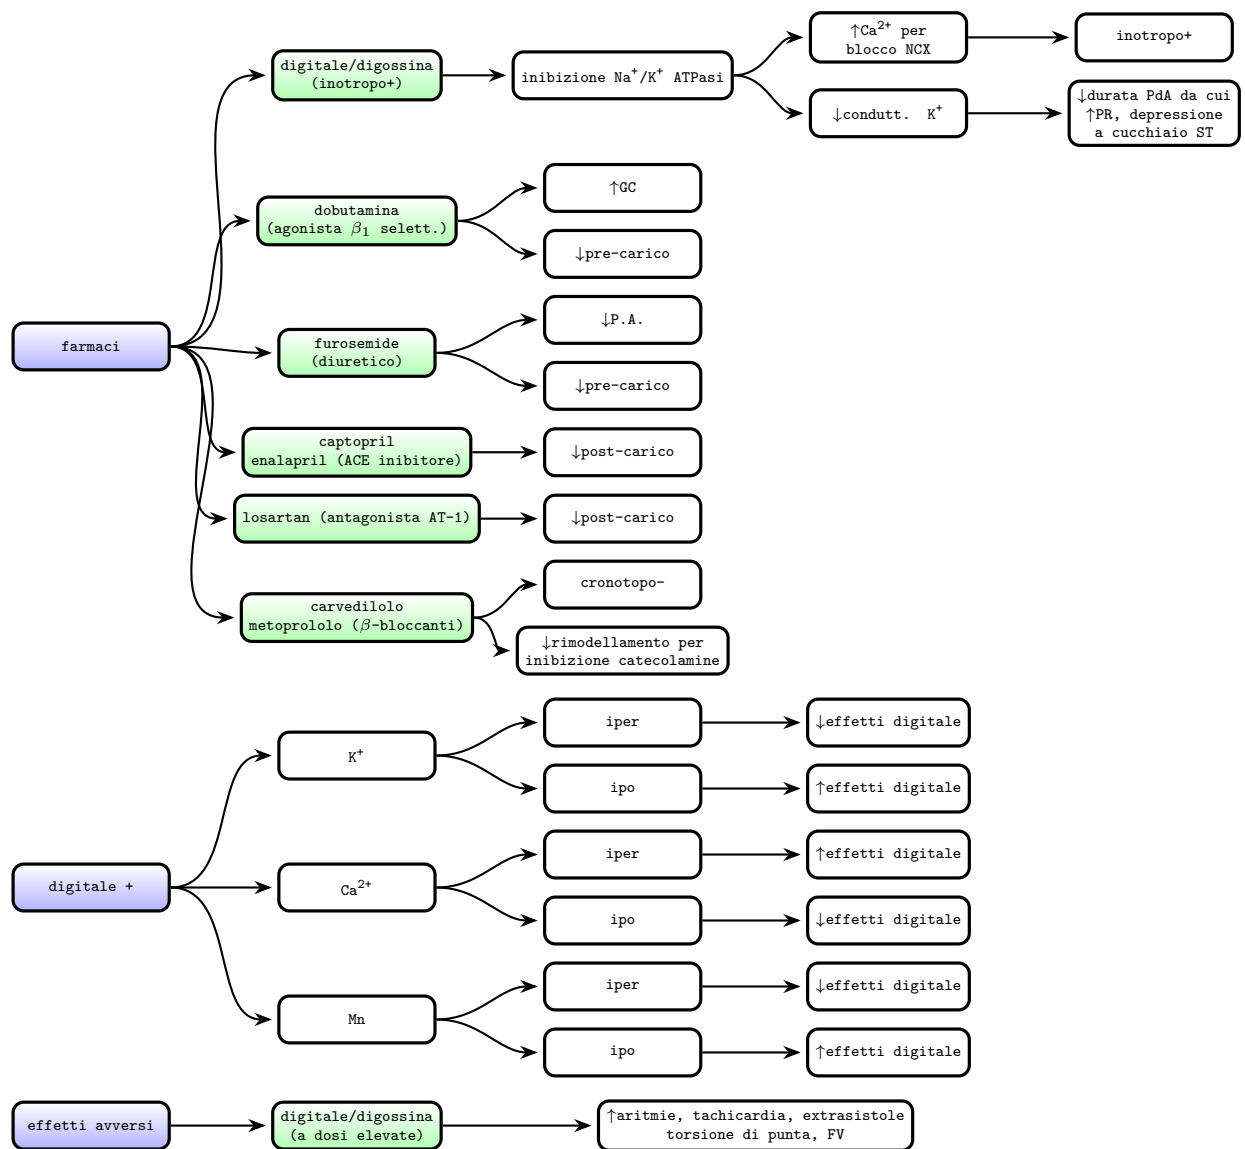 farmaci
digitale/digossina
(inotropo+)
inibizione Na⁺/K⁺ ATPasi
↑Ca²⁺ per
blocco NCX
inotropo+
↓condutt. K⁺
↓durata PdA da cui
↑PR, depressione
a cucchiaio ST
dobutamina
(agonista β₁ selett.)
↑GC
↓pre-carico
furosemide
(diuretico)
↓P.A.
↓pre-carico
captopril
enalapril (ACE inibitore)
↓post-carico
losartan (antagonista AT-1)
↓post-carico
carvedilolo
metoprololo (β-bloccanti)
cronotopo-
↓rimodellamento per
inibizione catecolamine
digitale +
K⁺
iper
↓effetti digitale
ipo
↑effetti digitale
Ca²⁺
iper
↑effetti digitale
ipo
↓effetti digitale
Mn
iper
↓effetti digitale
ipo
↑effetti digitale
effetti avversi
digitale/digossina
(a dosi elevate)
↑aritmie, tachicardia, extrasistole
torsione di punta, FV